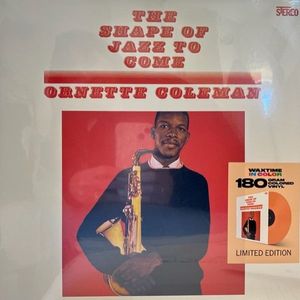 STEREO
THE
SHAPE OF
JAZZ TO
COME
ORNETTE COLEMAN
WAXTIME
IN COLOR
180 GRAM
COLORED
VINYL
LIMITED EDITION